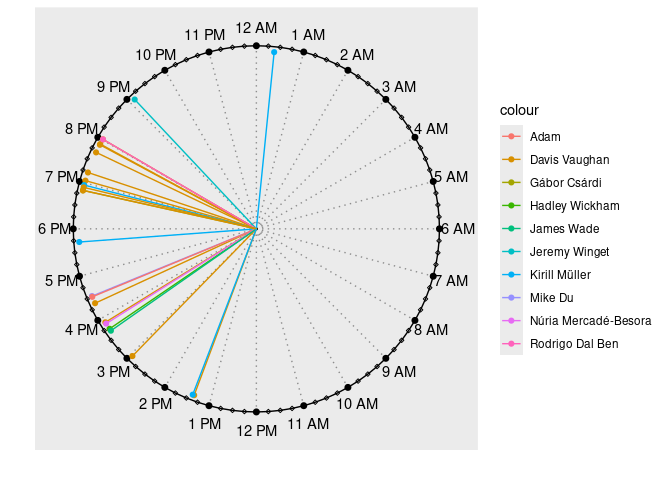 12 AM
11 PM
1 AM
10 PM
2 AM
9 PM
3 AM
8 PM
4 AM
7 PM
5 AM
6 PM
6 AM
5 PM
7 AM
4 PM
8 AM
3 PM
9 AM
2 PM
10 AM
1 PM
11 AM
12 PM
colour
Adam
Davis Vaughan
Gábor Csárdi
Hadley Wickham
James Wade
Jeremy Winget
Kirill Müller
Mike Du
Núria Mercadé-Besora
Rodrigo Dal Ben